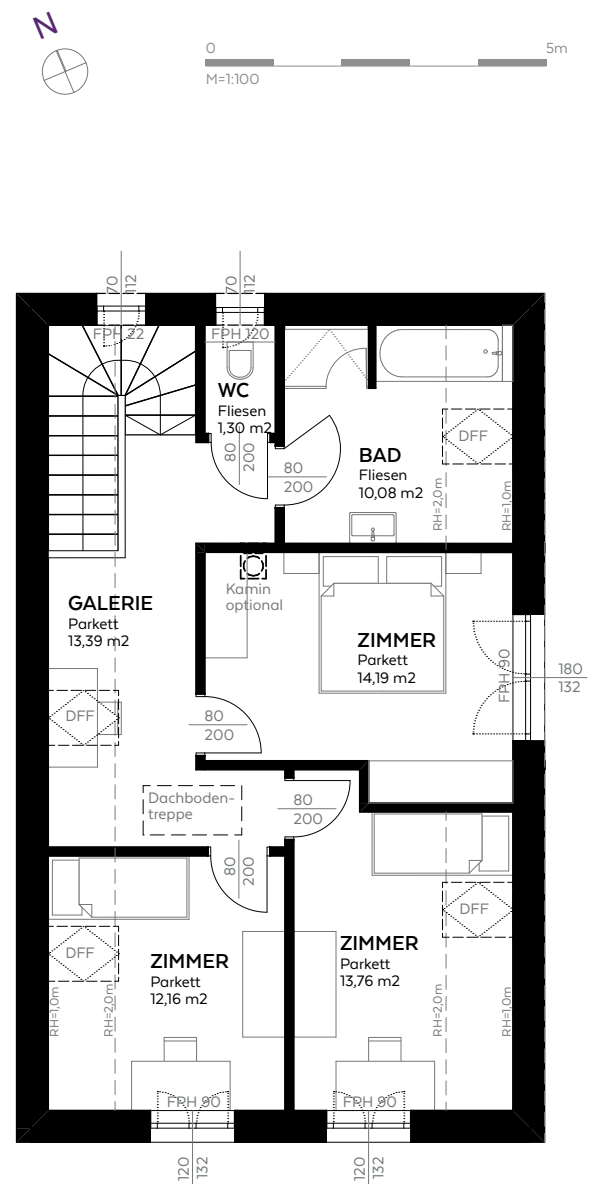 N
0 5m
M=1:100
70
112
70
112
FPH 22
FPH 120
WC
Fliesen
1,30 m2
80
200
80
200
BAD
Fliesen
10,08 m2
DFF
RH=2,0m
RH=1,0m
Kamin
optional
GALERIE
Parkett
13,39 m2
ZIMMER
Parkett
14,19 m2
FPH 90
180
132
DFF
80
200
Dachboden-
treppe
80
200
80
200
DFF
ZIMMER
Parkett
12,16 m2
ZIMMER
Parkett
13,76 m2
DFF
RH=1,0m
RH=2,0m
RH=2,0m
RH=1,0m
FPH 90
FPH 90
120
132
120
132